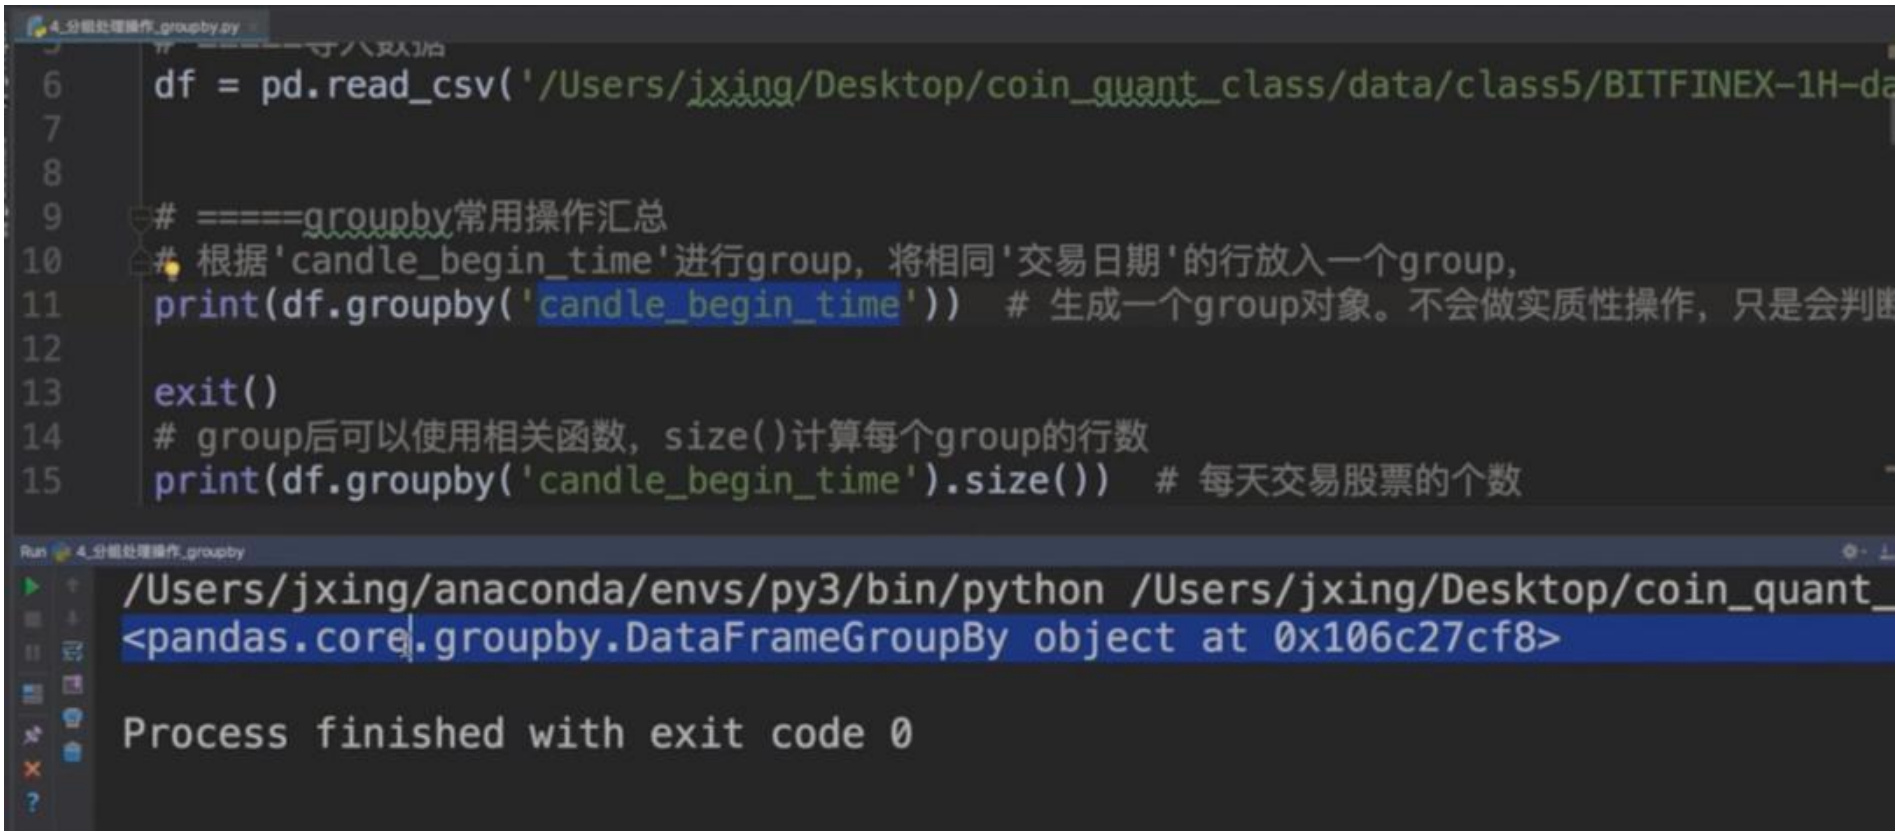 4_分组处理操作_groupby.py
5 # =====导入数据
6 df = pd.read_csv('/Users/jxing/Desktop/coin_quant_class/data/class5/BITFINEX-1H-da
7
8
9 # =====groupby常用操作汇总
10 # 根据'candle_begin_time'进行group，将相同'交易日期'的行放入一个group，
11 print(df.groupby('candle_begin_time')) # 生成一个group对象。不会做实质性操作，只是会判断
12
13 exit()
14 # group后可以使用相关函数，size()计算每个group的行数
15 print(df.groupby('candle_begin_time').size()) # 每天交易股票的个数
Run 4_分组处理操作_groupby
/Users/jxing/anaconda/envs/py3/bin/python /Users/jxing/Desktop/coin_quant_
<pandas.core.groupby.DataFrameGroupBy object at 0x106c27cf8>
Process finished with exit code 0